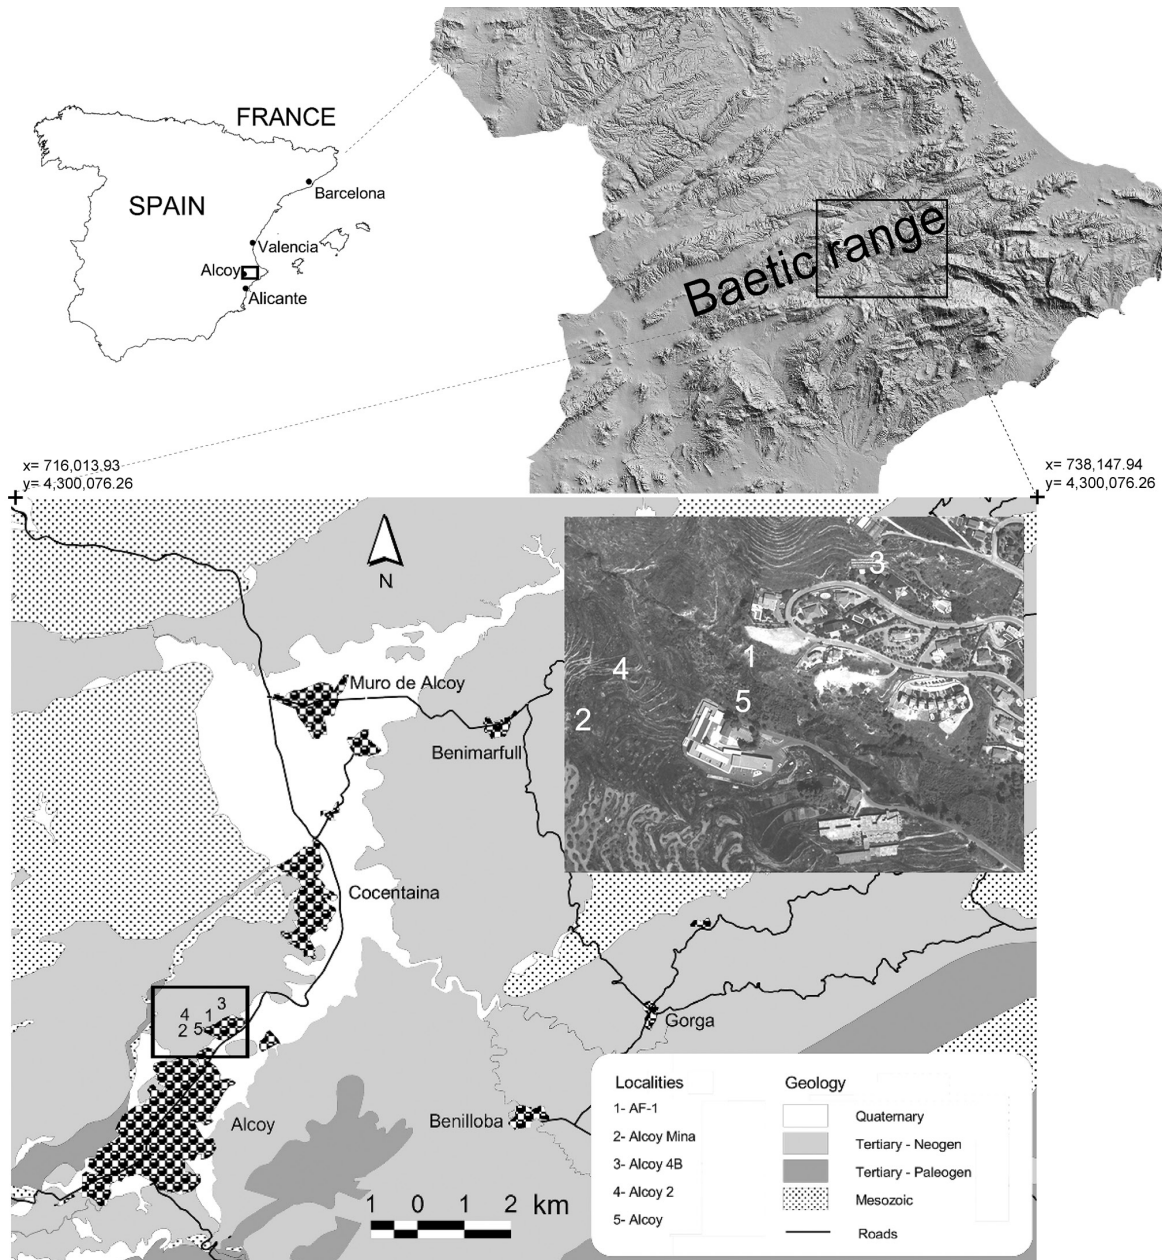 FRANCE
SPAIN
Barcelona
Valencia
Alcoy
Alicante
Baetic range
x= 716,013.93
y= 4,300,076.26
x= 738,147.94
y= 4,300,076.26
N
3
1
4
5
2
Muro de Alcoy
Benimarfull
Cocentaina
3
4 1
2 5
Gorga
Alcoy
Benilloba
1 0 1 2 km
Localities
1- AF-1
2- Alcoy Mina
3- Alcoy 4B
4- Alcoy 2
5- Alcoy
Geology
Quaternary
Tertiary - Neogen
Tertiary - Paleogen
Mesozoic
Roads